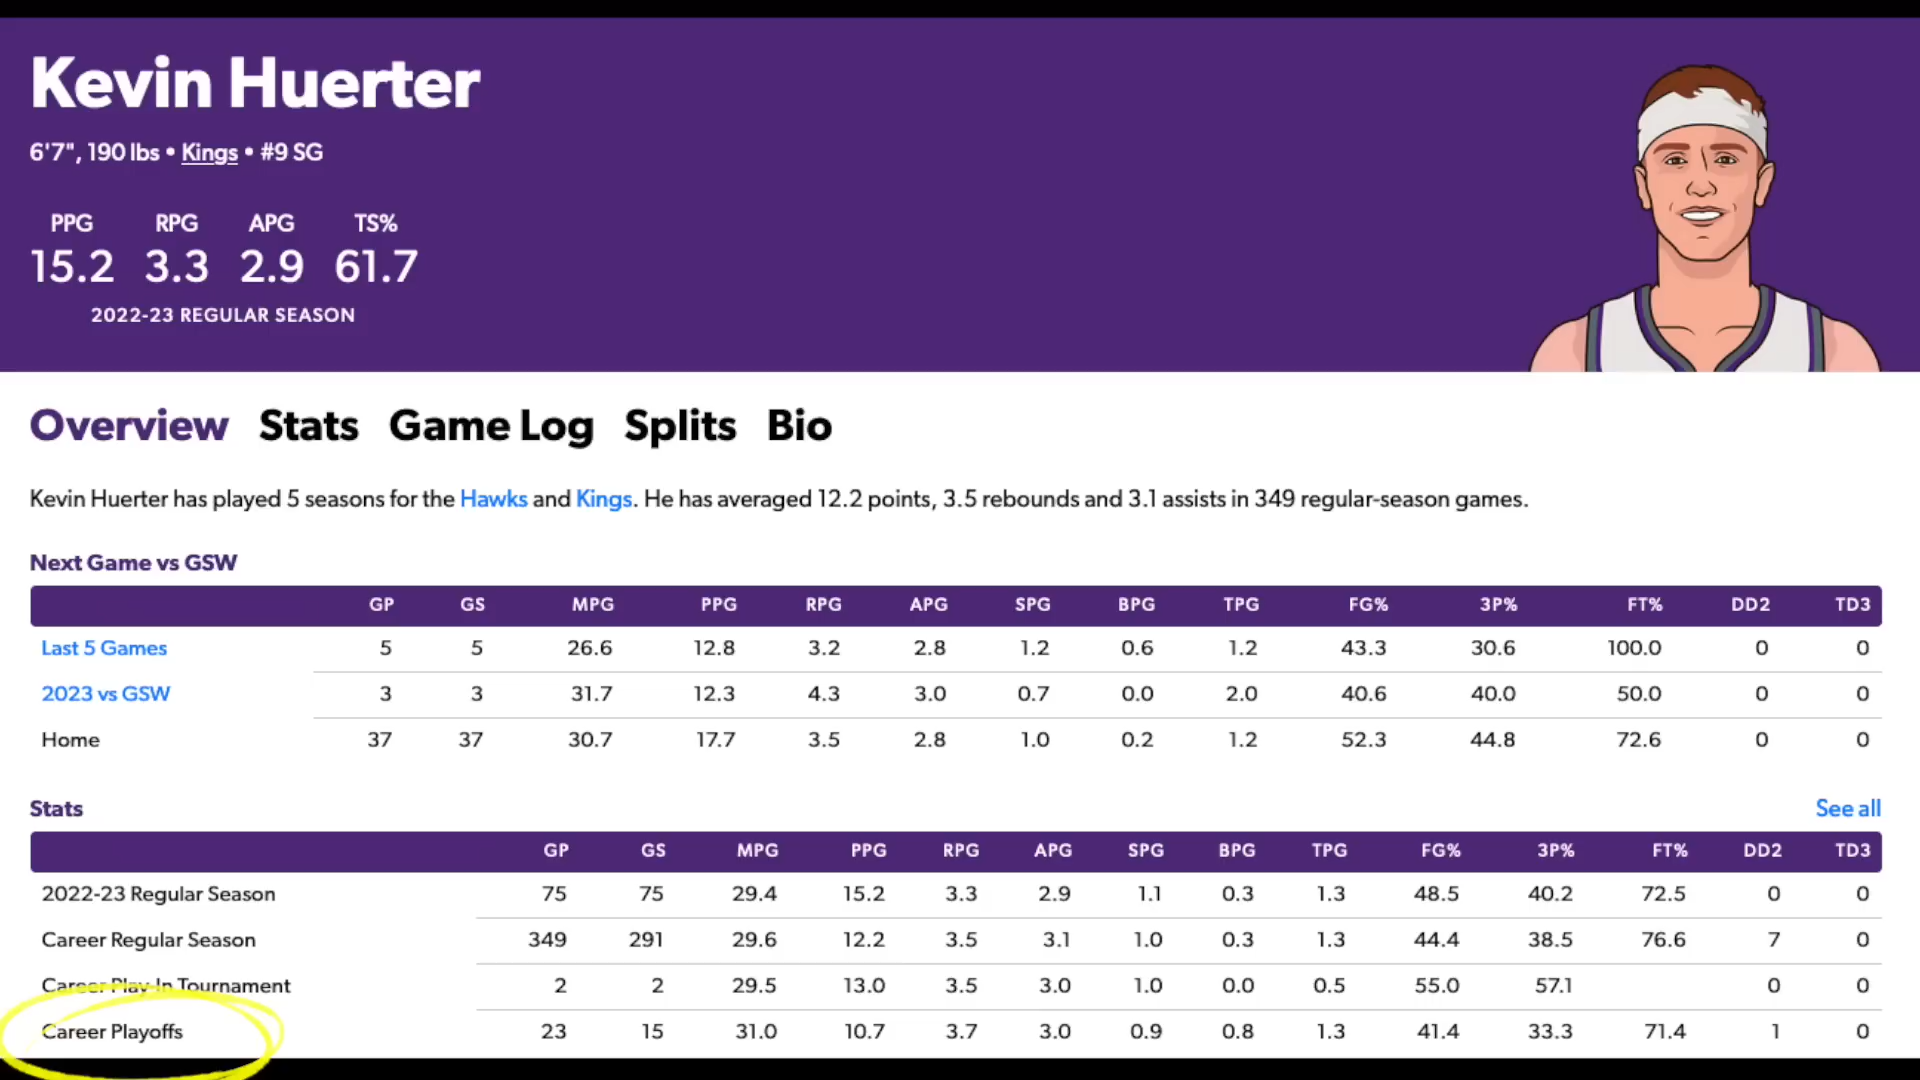 Kevin Huerter
6'7", 190 lbs • Kings • #9 SG
PPG RPG APG TS%
15.2 3.3 2.9 61.7
2022-23 REGULAR SEASON
Overview Stats Game Log Splits Bio
Kevin Huerter has played 5 seasons for the Hawks and Kings. He has averaged 12.2 points, 3.5 rebounds and 3.1 assists in 349 regular-season games.
Next Game vs GSW
GP GS MPG PPG RPG APG SPG BPG TPG FG% 3P% FT% DD2 TD3
Last 5 Games 5 5 26.6 12.8 3.2 2.8 1.2 0.6 1.2 43.3 30.6 100.0 0 0
2023 vs GSW 3 3 31.7 12.3 4.3 3.0 0.7 0.0 2.0 40.6 40.0 50.0 0 0
Home 37 37 30.7 17.7 3.5 2.8 1.0 0.2 1.2 52.3 44.8 72.6 0 0
Stats See all
GP GS MPG PPG RPG APG SPG BPG TPG FG% 3P% FT% DD2 TD3
2022-23 Regular Season 75 75 29.4 15.2 3.3 2.9 1.1 0.3 1.3 48.5 40.2 72.5 0 0
Career Regular Season 349 291 29.6 12.2 3.5 3.1 1.0 0.3 1.3 44.4 38.5 76.6 7 0
Career Play-In Tournament 2 2 29.5 13.0 3.5 3.0 1.0 0.0 0.5 55.0 57.1 0 0
Career Playoffs 23 15 31.0 10.7 3.7 3.0 0.9 0.8 1.3 41.4 33.3 71.4 1 0